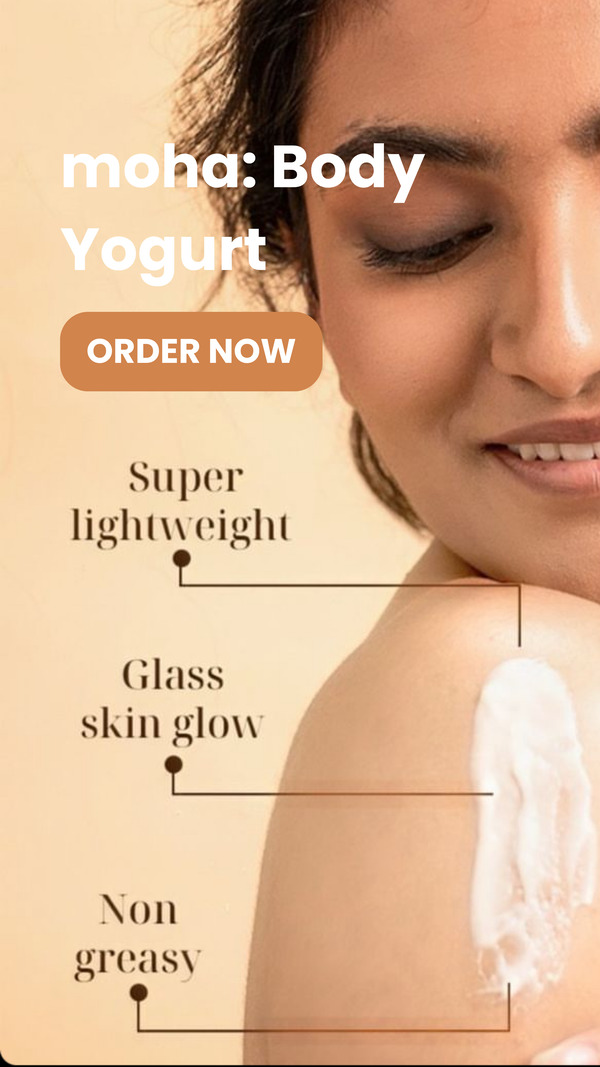 moha: Body
Yogurt
ORDER NOW
Super
lightweight
Glass
skin glow
Non
greasy